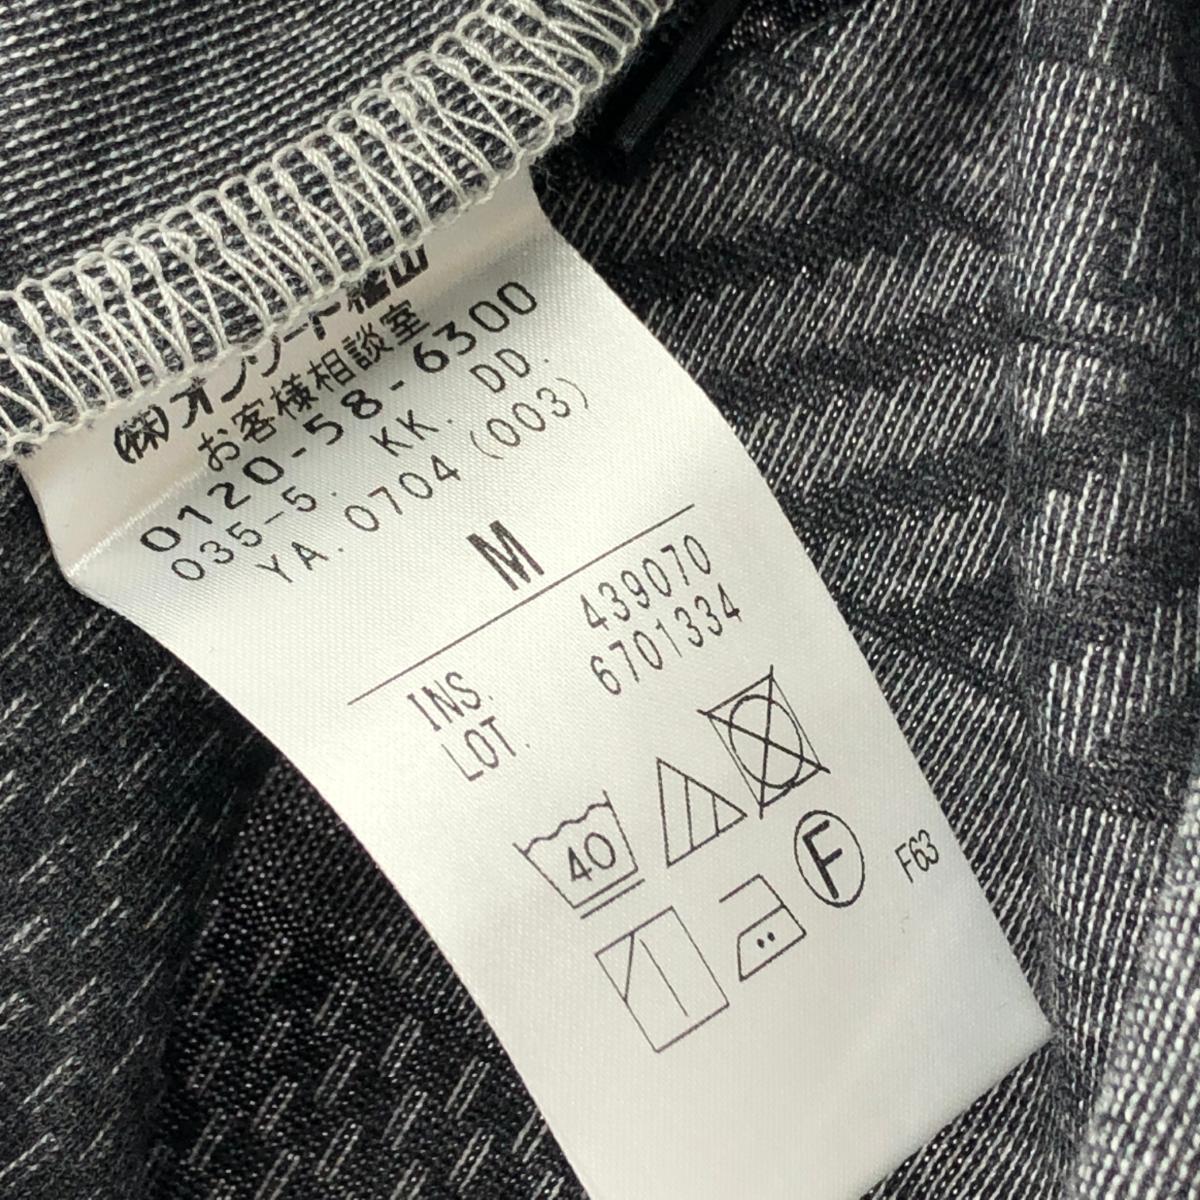 ㈱オンワード樫山
お客様相談室
0120-58-6300
035-5. KK. DD.
YA. 0704 (003)
M
INS. 439070
LOT. 6701334
40
F
F63